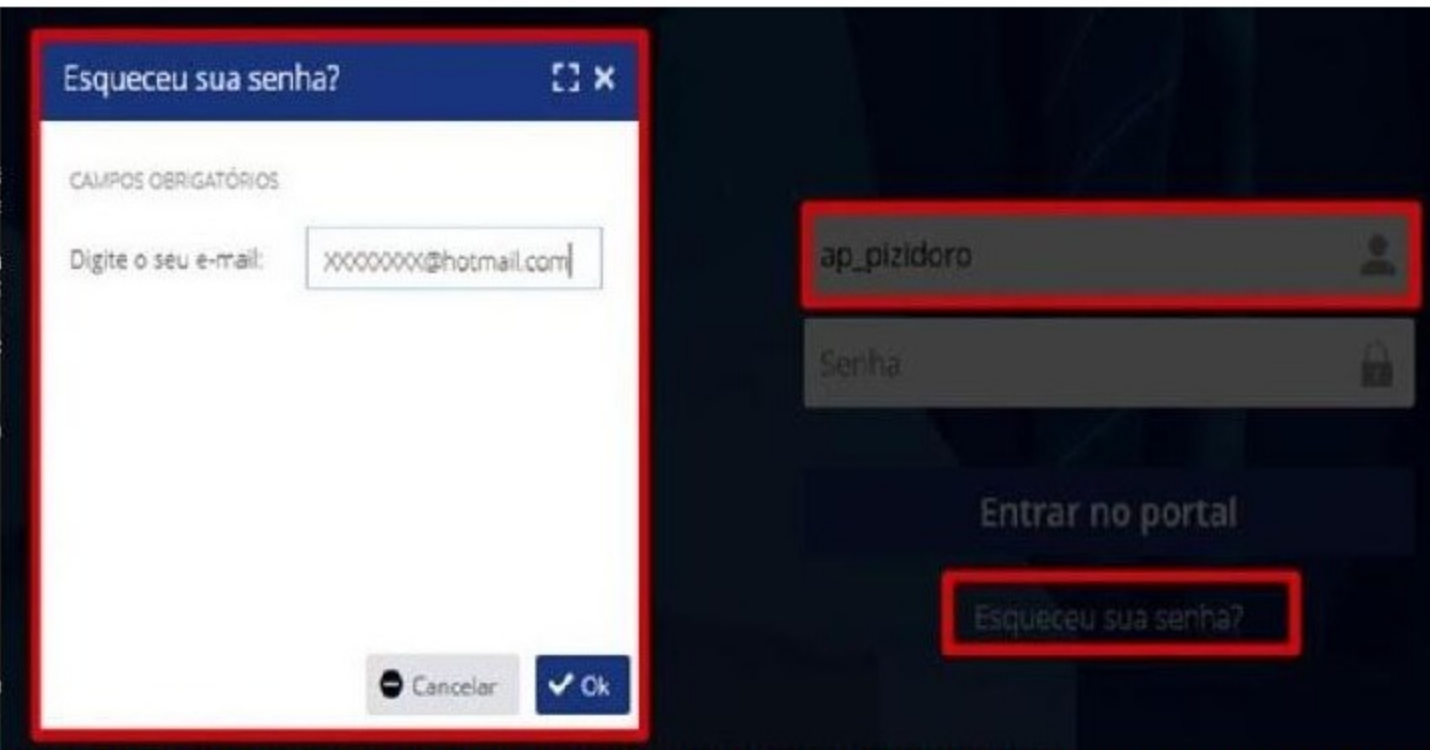 Esqueceu sua senha?
CAMPOS OBRIGATÓRIOS
Digite o seu e-mail:
XXXXXXXX@hotmail.com
Cancelar
Ok
ap_pizidoro
Senha
Entrar no portal
Esqueceu sua senha?